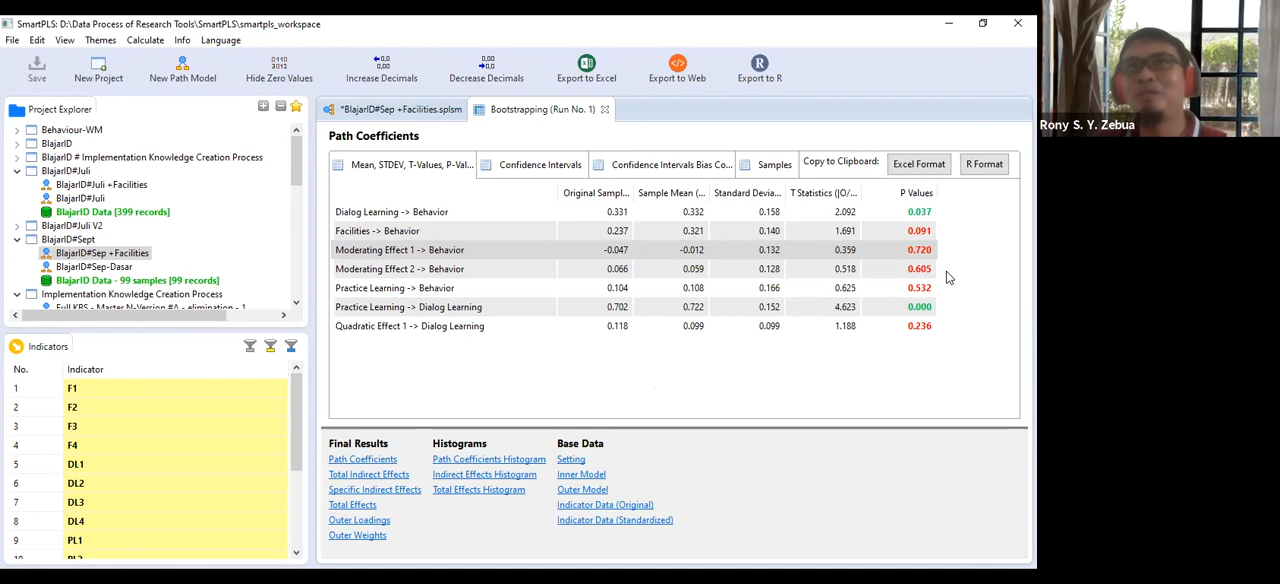 SmartPLS: D:\Data Process of Research Tools\SmartPLS\smartpls_workspace
File Edit View Themes Calculate Info Language
Save New Project New Path Model Hide Zero Values Increase Decimals Decrease Decimals Export to Excel Export to Web Export to R
Project Explorer
Behaviour-WM
BlajarID
BlajarID # Implementation Knowledge Creation Process
BlajarID#Juli
BlajarID#Juli +Facilities
BlajarID#Juli
BlajarID Data [399 records]
BlajarID#Juli V2
BlajarID#Sept
BlajarID#Sep +Facilities
BlajarID#Sep-Dasar
BlajarID Data - 99 samples [99 records]
Implementation Knowledge Creation Process
Indicators
No. Indicator
1 F1
2 F2
3 F3
4 F4
5 DL1
6 DL2
7 DL3
8 DL4
9 PL1
*BlajarID#Sep +Facilities.splsm Bootstrapping (Run No. 1)
Path Coefficients
Mean, STDEV, T-Values, P-Val... Confidence Intervals Confidence Intervals Bias Co... Samples Copy to Clipboard: Excel Format R Format
Original Sampl... Sample Mean (... Standard Devia... T Statistics (|O/... P Values
Dialog Learning -> Behavior 0.331 0.332 0.158 2.092 0.037
Facilities -> Behavior 0.237 0.321 0.140 1.691 0.091
Moderating Effect 1 -> Behavior -0.047 -0.012 0.132 0.359 0.720
Moderating Effect 2 -> Behavior 0.066 0.059 0.128 0.518 0.605
Practice Learning -> Behavior 0.104 0.108 0.166 0.625 0.532
Practice Learning -> Dialog Learning 0.702 0.722 0.152 4.623 0.000
Quadratic Effect 1 -> Dialog Learning 0.118 0.099 0.099 1.188 0.236
Final Results Histograms Base Data
Path Coefficients Path Coefficients Histogram Setting
Total Indirect Effects Indirect Effects Histogram Inner Model
Specific Indirect Effects Total Effects Histogram Outer Model
Total Effects Indicator Data (Original)
Outer Loadings Indicator Data (Standardized)
Outer Weights
Rony S. Y. Zebua